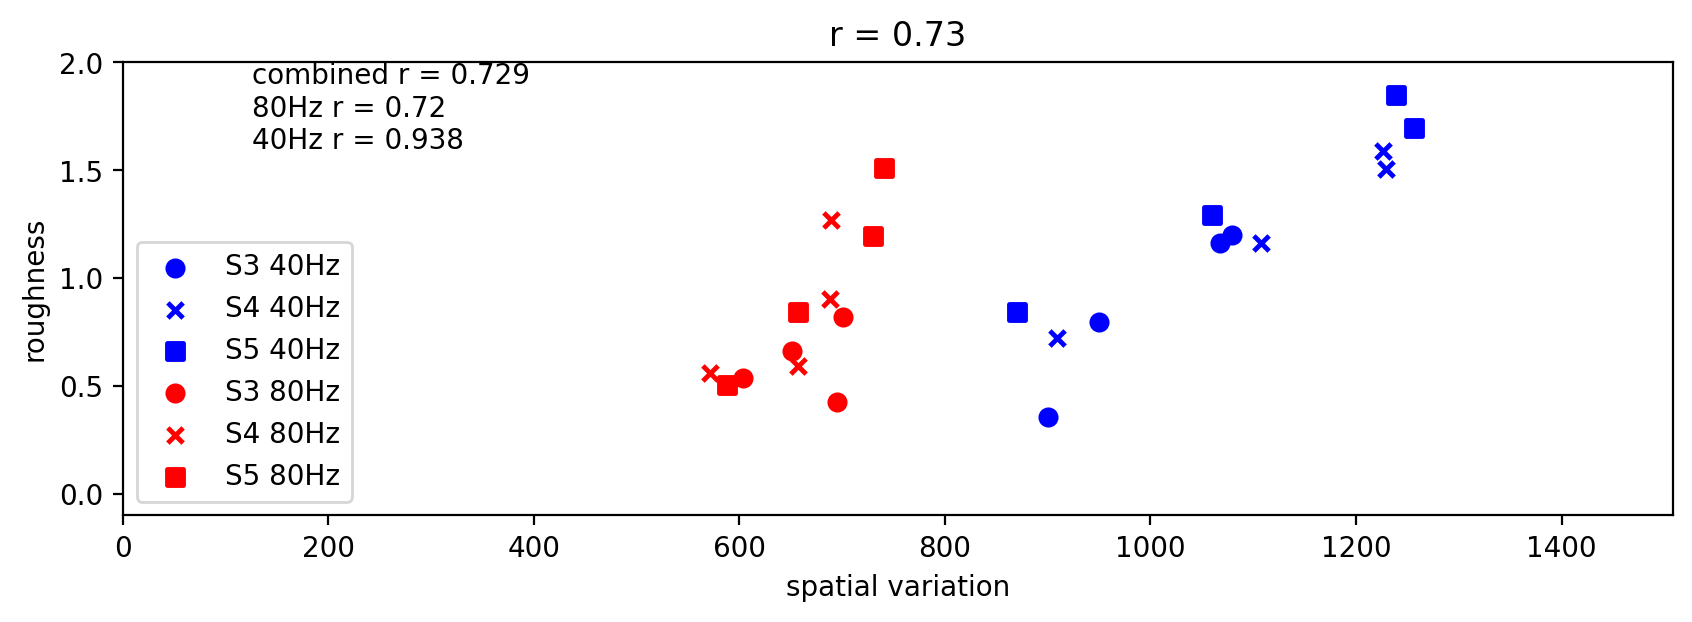 r = 0.73
combined r = 0.729
80Hz r = 0.72
40Hz r = 0.938
2.0
1.5
1.0
0.5
0.0
roughness
S3 40Hz
S4 40Hz
S5 40Hz
S3 80Hz
S4 80Hz
S5 80Hz
0 200 400 600 800 1000 1200 1400
spatial variation